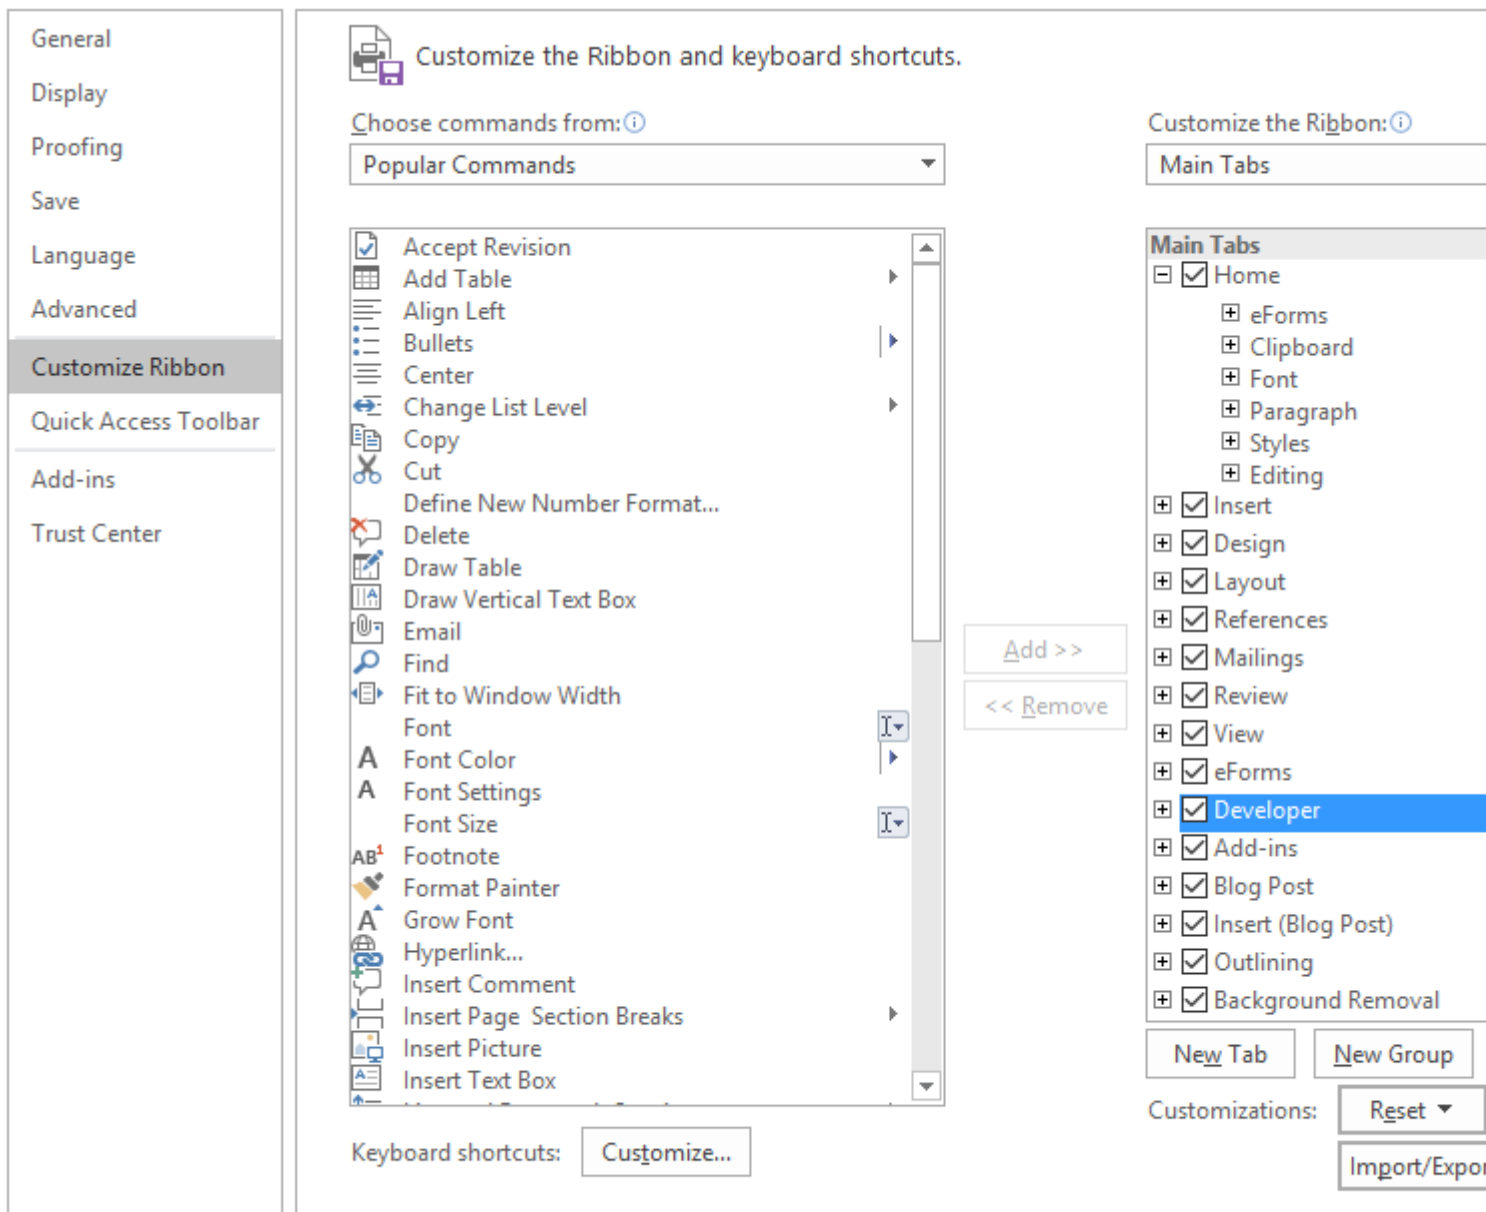 General
Display
Proofing
Save
Language
Advanced
Customize Ribbon
Quick Access Toolbar
Add-ins
Trust Center
Customize the Ribbon and keyboard shortcuts.
Choose commands from:
Popular Commands
Accept Revision
Add Table
Align Left
Bullets
Center
Change List Level
Copy
Cut
Define New Number Format...
Delete
Draw Table
Draw Vertical Text Box
Email
Find
Fit to Window Width
Font
Font Color
Font Settings
Font Size
Footnote
Format Painter
Grow Font
Hyperlink...
Insert Comment
Insert Page  Section Breaks
Insert Picture
Insert Text Box
Keyboard shortcuts:
Customize...
Add >>
<< Remove
Customize the Ribbon:
Main Tabs
Main Tabs
Home
eForms
Clipboard
Font
Paragraph
Styles
Editing
Insert
Design
Layout
References
Mailings
Review
View
eForms
Developer
Add-ins
Blog Post
Insert (Blog Post)
Outlining
Background Removal
New Tab
New Group
Customizations:
Reset
Import/Expor